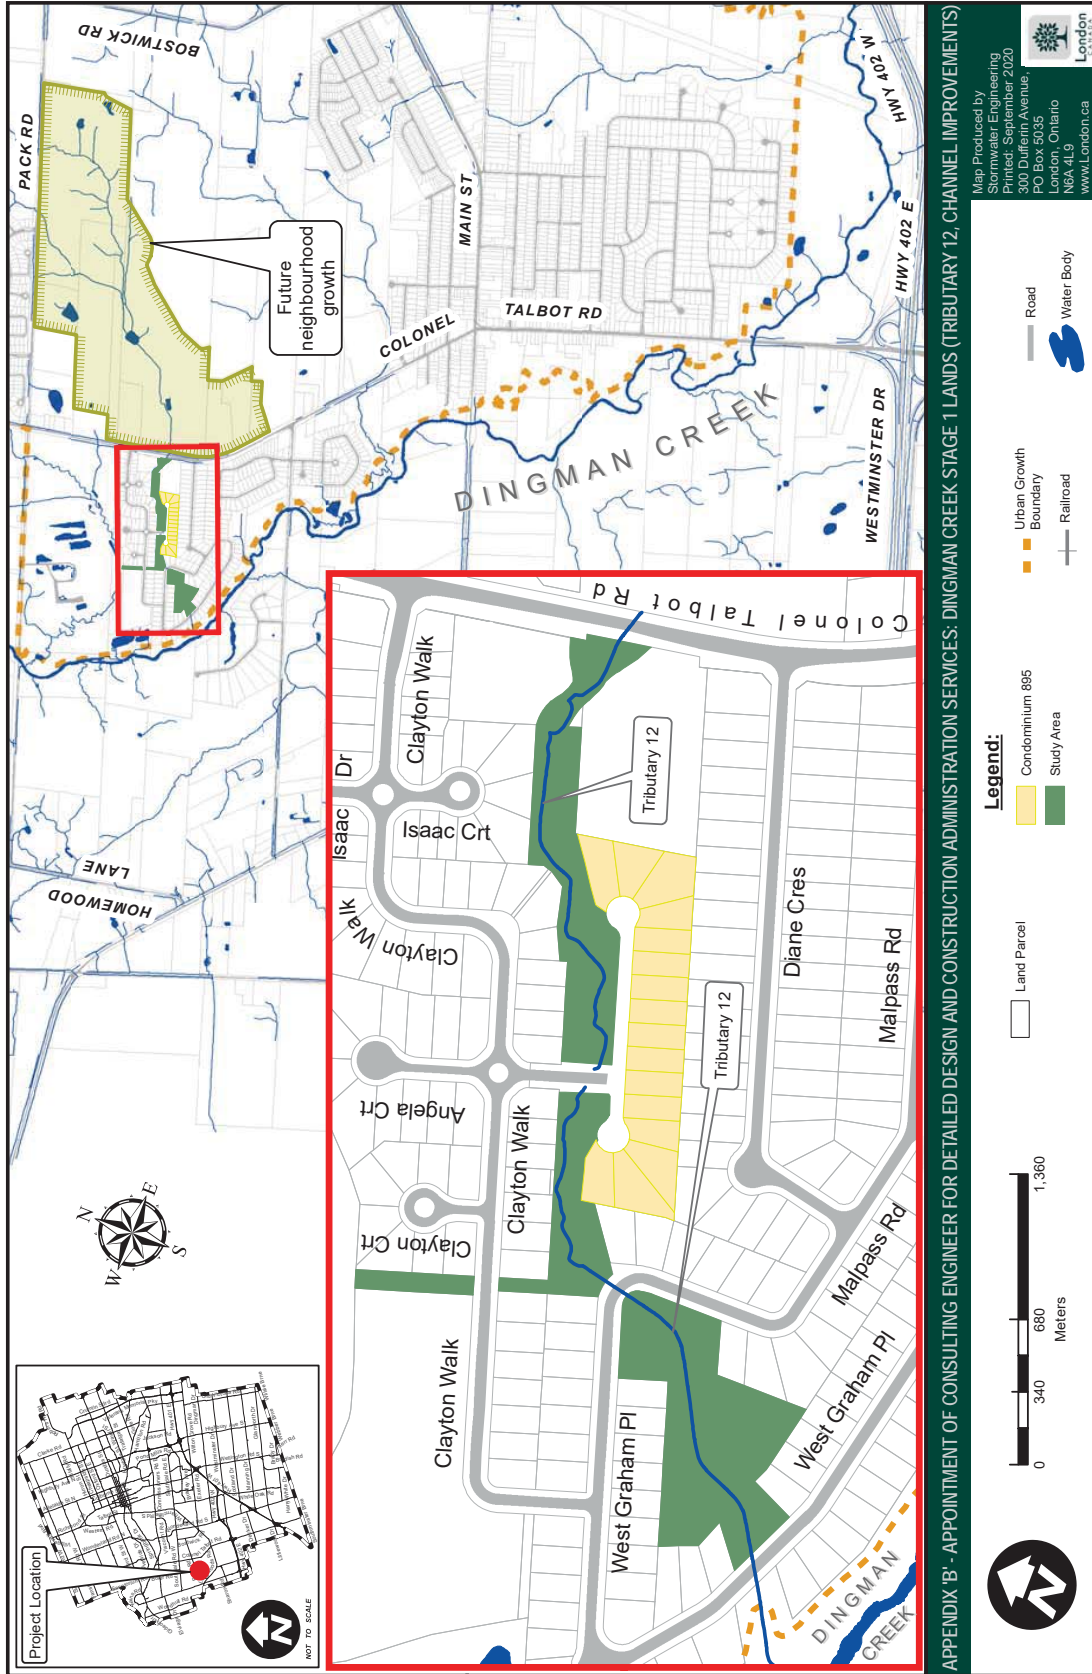 Project Location
NOT TO SCALE
N
N
E
S
W
HOMEWOOD
LANE
PACK RD
BOSTWICK RD
Future
neighbourhood
growth
COLONEL
TALBOT RD
MAIN ST
DINGMAN CREEK
WESTMINSTER DR
HWY 402 E
HWY 402 W
Isaac Dr
Clayton Walk
Isaac Crt
Clayton Walk
Clayton Walk
Angela Crt
Clayton Walk
Clayton Crt
Clayton Walk
Colonel Talbot Rd
Tributary 12
Tributary 12
Diane Cres
Malpass Rd
Malpass Rd
West Graham Pl
West Graham Pl
DINGMAN
CREEK
APPENDIX 'B' - APPOINTMENT OF CONSULTING ENGINEER FOR DETAILED DESIGN AND CONSTRUCTION ADMINISTRATION SERVICES: DINGMAN CREEK STAGE 1 LANDS (TRIBUTARY 12, CHANNEL IMPROVEMENTS)
N
0 340 680 1,360
Meters
Legend:
Land Parcel
Condominium 895
Study Area
Urban Growth
Boundary
Railroad
Road
Water Body
Map Produced by
Stormwater Engineering
Printed: September 2020
300 Dufferin Avenue,
PO Box 5035
London, Ontario
N6A 4L9
www.London.ca
London
CANADA